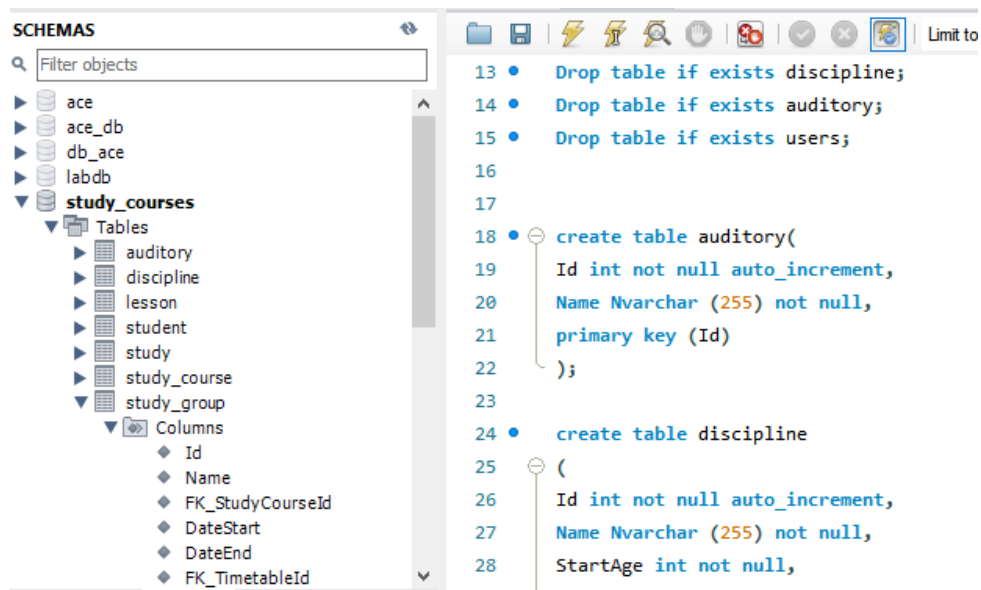 SCHEMAS
Filter objects
ace
ace_db
db_ace
labdb
study_courses
Tables
auditory
discipline
lesson
student
study
study_course
study_group
Columns
Id
Name
FK_StudyCourseId
DateStart
DateEnd
FK_TimetableId
Limit to
13 Drop table if exists discipline;
14 Drop table if exists auditory;
15 Drop table if exists users;
16
17
18 create table auditory(
19 Id int not null auto_increment,
20 Name Nvarchar (255) not null,
21 primary key (Id)
22 );
23
24 create table discipline
25 (
26 Id int not null auto_increment,
27 Name Nvarchar (255) not null,
28 StartAge int not null,